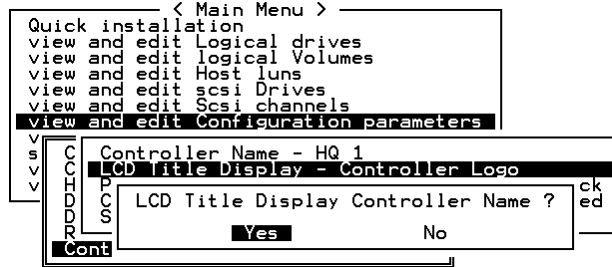 < Main Menu >
Quick installation
view and edit Logical drives
view and edit logical Volumes
view and edit Host luns
view and edit scsi Drives
view and edit Scsi channels
view and edit Configuration parameters
v
s C Controller Name - HQ 1
v C LCD Title Display - Controller Logo
v H P ck
D C LCD Title Display Controller Name ? ed
D S
R Yes No
Cont